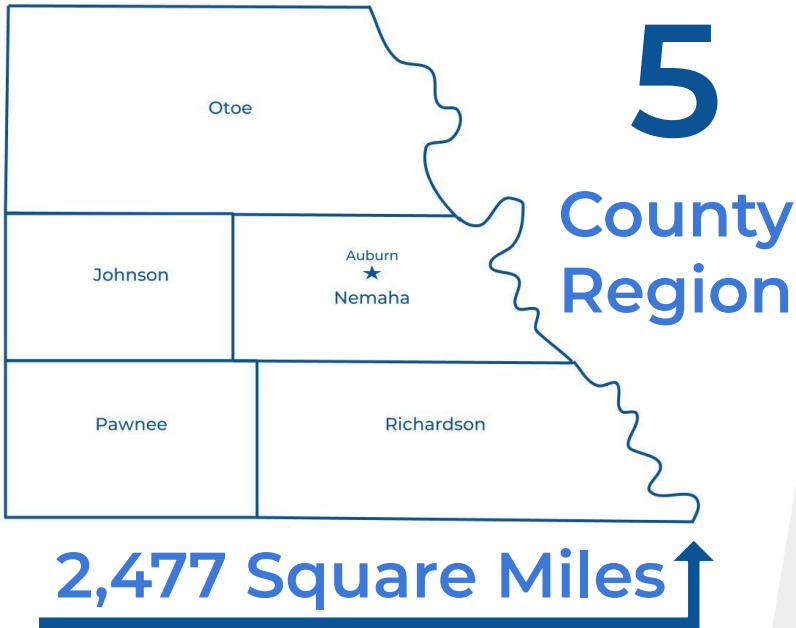 Otoe
5
County
Region
Johnson
Auburn
Nemaha
Pawnee
Richardson
2,477 Square Miles